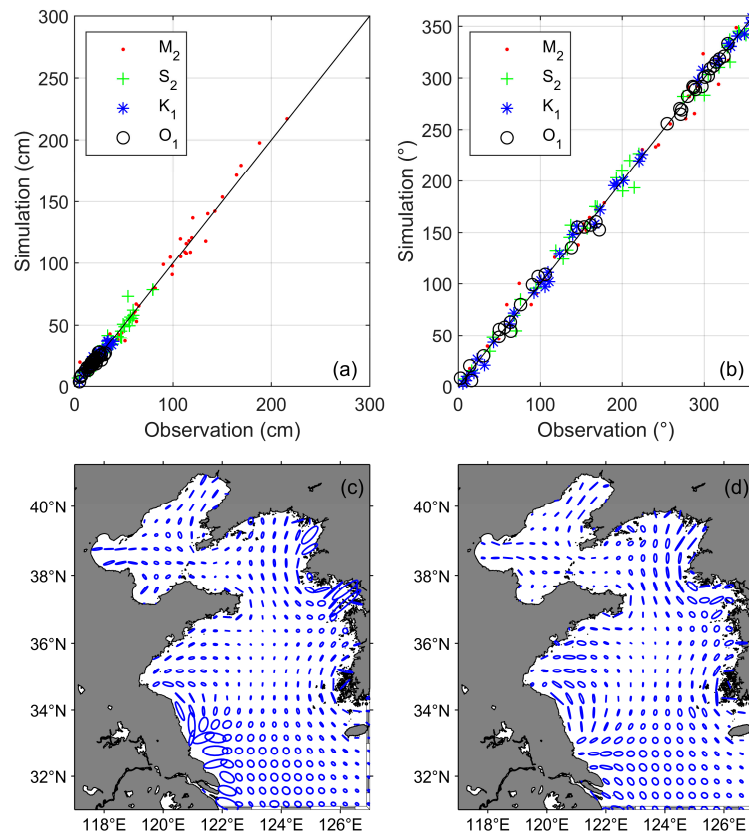 300
250
200
150
100
50
0
0
100
200
300
Simulation (cm)
Observation (cm)
M2
S2
K1
O1
(a)
350
300
250
200
150
100
50
0
0
100
200
300
Simulation (°)
Observation (°)
M2
S2
K1
O1
(b)
40°N
38°N
36°N
34°N
32°N
118°E 120°E 122°E 124°E 126°E
(c)
40°N
38°N
36°N
34°N
32°N
118°E 120°E 122°E 124°E 126°E
(d)